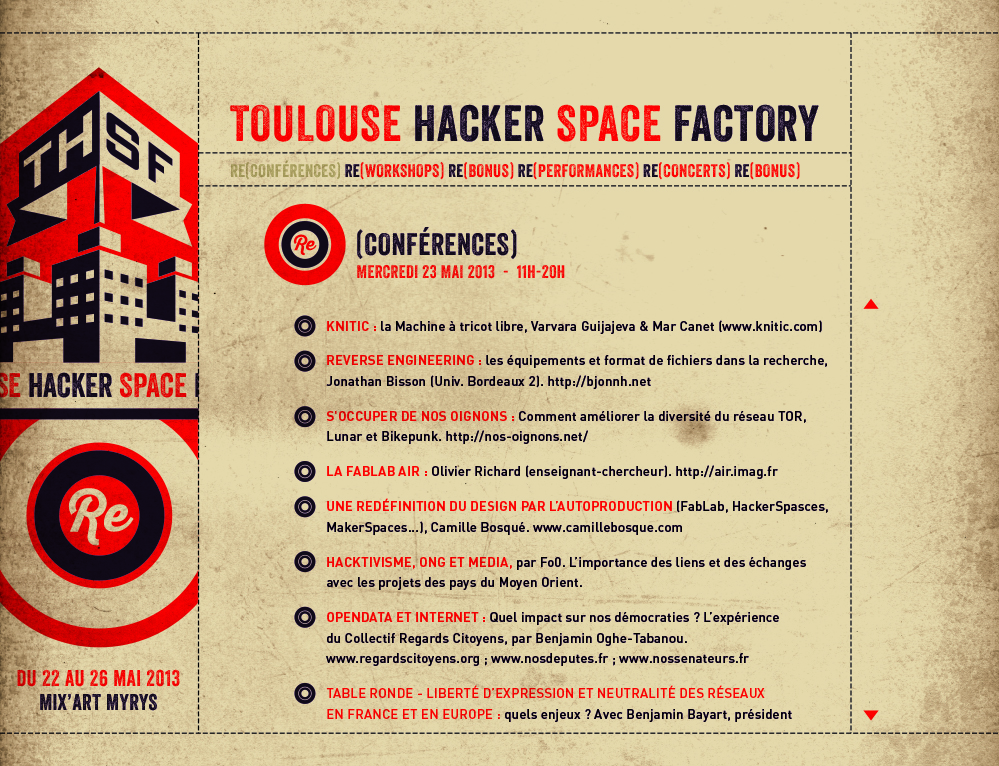 THSF
SE HACKER SPACE
Re
DU 22 AU 26 MAI 2013
MIX'ART MYRYS
TOULOUSE HACKER SPACE FACTORY
RE(CONFÉRENCES) RE(WORKSHOPS) RE(BONUS) RE(PERFORMANCES) RE(CONCERTS) RE(BONUS)
Re
(CONFÉRENCES)
MERCREDI 23 MAI 2013 - 11H-20H
KNITIC : la Machine à tricot libre, Varvara Guijajeva & Mar Canet (www.knitic.com)
REVERSE ENGINEERING : les équipements et format de fichiers dans la recherche,
Jonathan Bisson (Univ. Bordeaux 2). http://bjonnh.net
S'OCCUPER DE NOS OIGNONS : Comment améliorer la diversité du réseau TOR,
Lunar et Bikepunk. http://nos-oignons.net/
LA FABLAB AIR : Olivier Richard (enseignant-chercheur). http://air.imag.fr
UNE REDÉFINITION DU DESIGN PAR L'AUTOPRODUCTION (FabLab, HackerSpasces,
MakerSpaces...), Camille Bosqué. www.camillebosque.com
HACKTIVISME, ONG ET MEDIA, par Fo0. L'importance des liens et des échanges
avec les projets des pays du Moyen Orient.
OPENDATA ET INTERNET : Quel impact sur nos démocraties ? L'expérience
du Collectif Regards Citoyens, par Benjamin Oghe-Tabanou.
www.regardscitoyens.org ; www.nosdeputes.fr ; www.nossenateurs.fr
TABLE RONDE - LIBERTÉ D'EXPRESSION ET NEUTRALITÉ DES RÉSEAUX
EN FRANCE ET EN EUROPE : quels enjeux ? Avec Benjamin Bayart, président